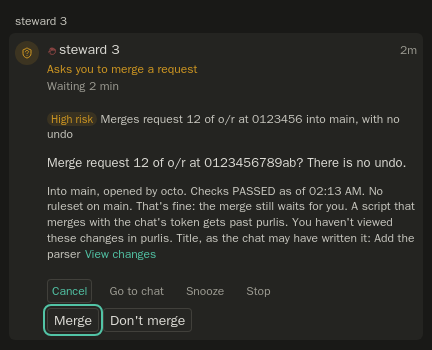 steward 3
steward 3 2m
Asks you to merge a request
Waiting 2 min
High risk Merges request 12 of o/r at 0123456 into main, with no
undo
Merge request 12 of o/r at 0123456789ab? There is no undo.
Into main, opened by octo. Checks PASSED as of 02:13 AM. No
ruleset on main. That's fine: the merge still waits for you. A script that
merges with the chat's token gets past purlis. You haven't viewed
these changes in purlis. Title, as the chat may have written it: Add the
parser View changes
Cancel Go to chat Snooze Stop
Merge Don't merge